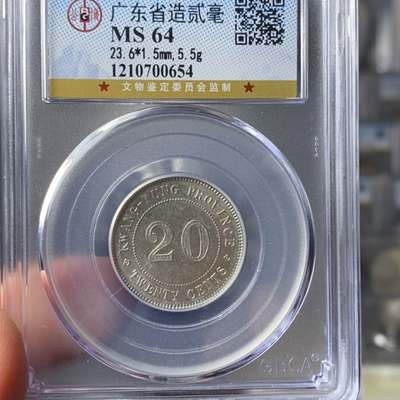 广东省造贰毫
MS 64
23.6*1.5mm,5.5g
1210700654
★ 文物鉴定委员会监制 ★
KWANG-TUNG PROVINCE
20
TWENTY CENTS